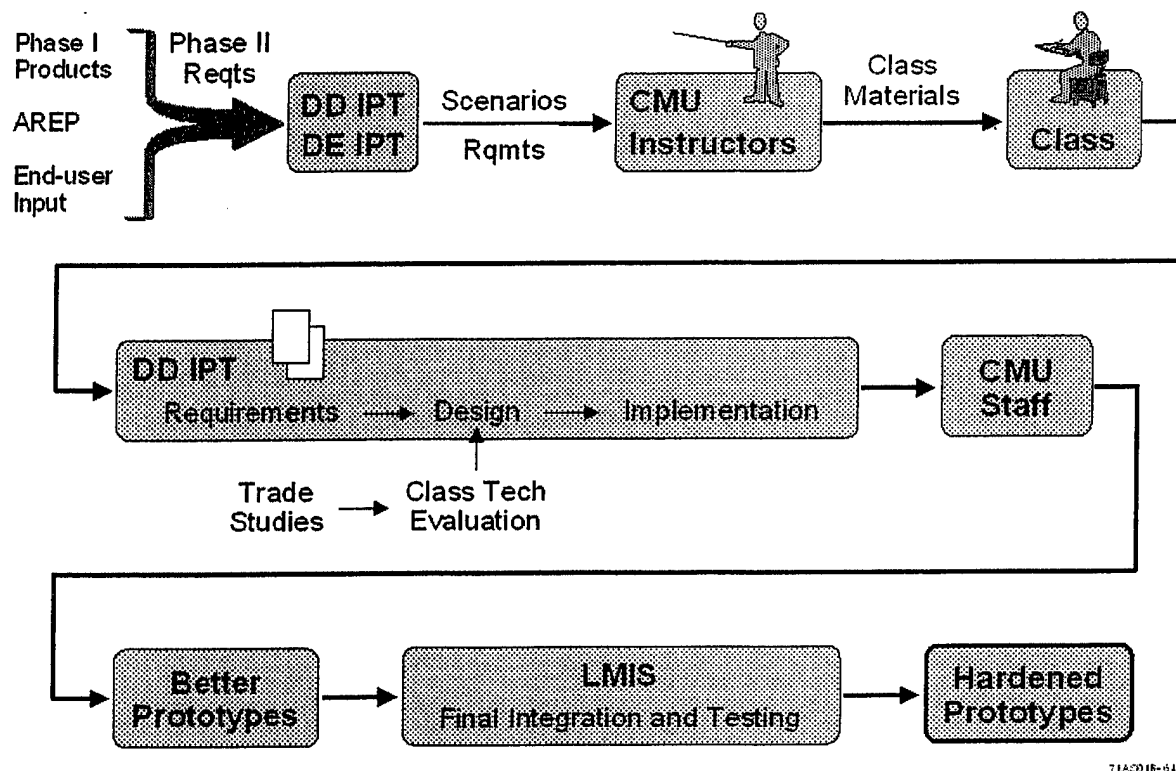 Phase I
Products
AREP
End-user
Input
Phase II
Reqts
DD IPT
DE IPT
Scenarios
Rqmts
CMU
Instructors
Class
Materials
Class
DD IPT
Requirements
Design
Implementation
Trade
Studies
Class Tech
Evaluation
CMU
Staff
Better
Prototypes
LMIS
Final Integration and Testing
Hardened
Prototypes